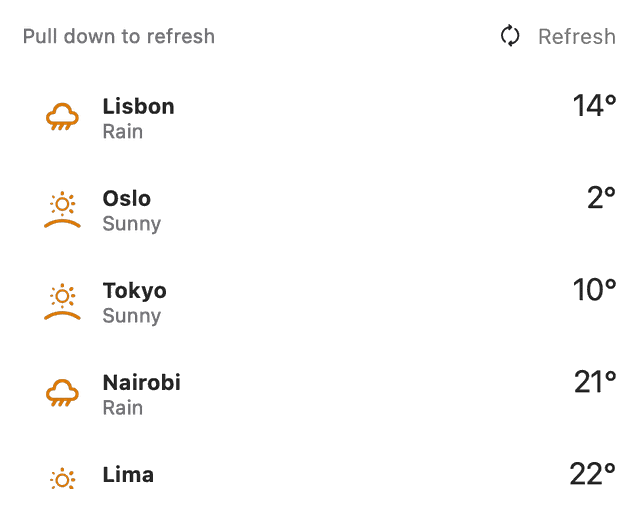 Pull down to refresh
Refresh
Lisbon
14°
Rain
Oslo
2°
Sunny
Tokyo
10°
Sunny
Nairobi
21°
Rain
Lima
22°